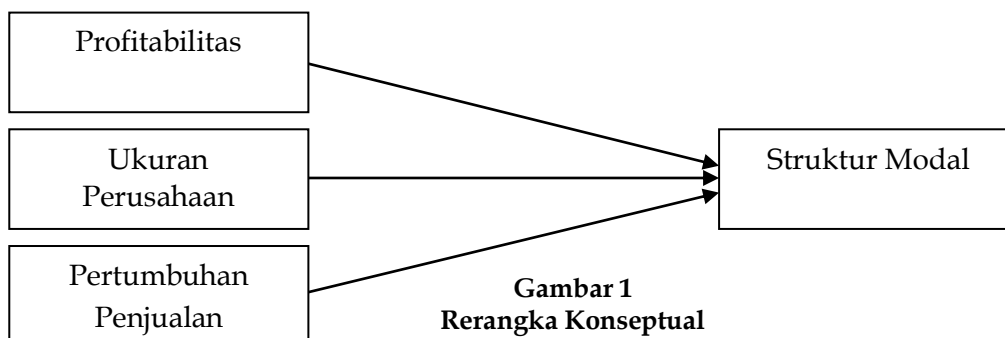 Profitabilitas
Ukuran
Perusahaan
Struktur Modal
Pertumbuhan
Penjualan
Gambar 1
Rerangka Konseptual